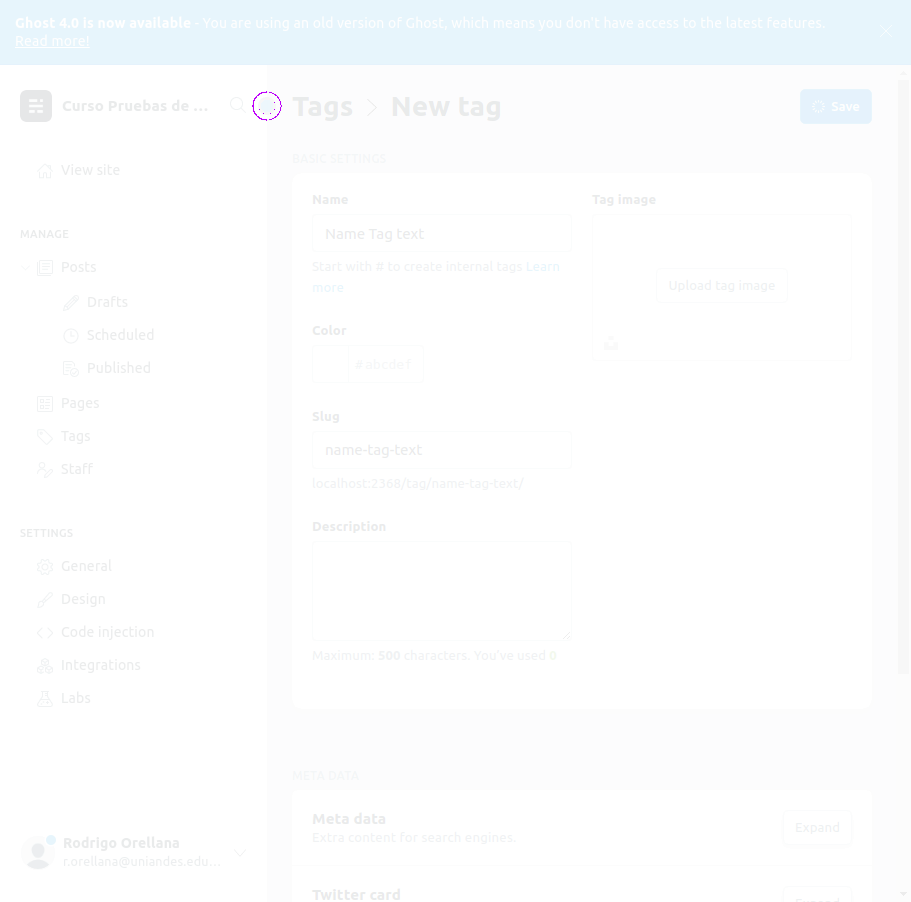 Ghost 4.0 is now available - You are using an old version of Ghost, which means you don't have access to the latest features.
Read more!
Curso Pruebas de ...
Tags > New tag
Save
View site
BASIC SETTINGS
Name
Tag image
MANAGE
Name Tag text
Posts
Start with # to create internal tags Learn
more
Upload tag image
Drafts
Scheduled
Color
Published
# abcdef
Pages
Slug
Tags
name-tag-text
Staff
localhost:2368/tag/name-tag-text/
SETTINGS
Description
General
Design
Code injection
Maximum: 500 characters. You've used 0
Integrations
Labs
META DATA
Meta data
Expand
Extra content for search engines.
Rodrigo Orellana
r.orellana@uniandes.edu...
Twitter card
Expand